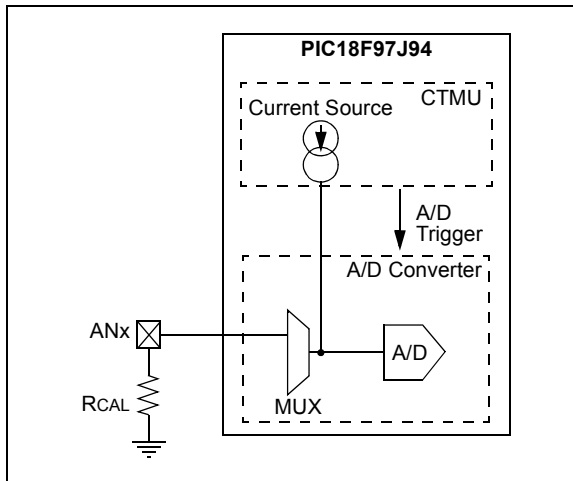 PIC18F97J94
CTMU
Current Source
A/D
Trigger
A/D Converter
ANx
A/D
RCAL
MUX